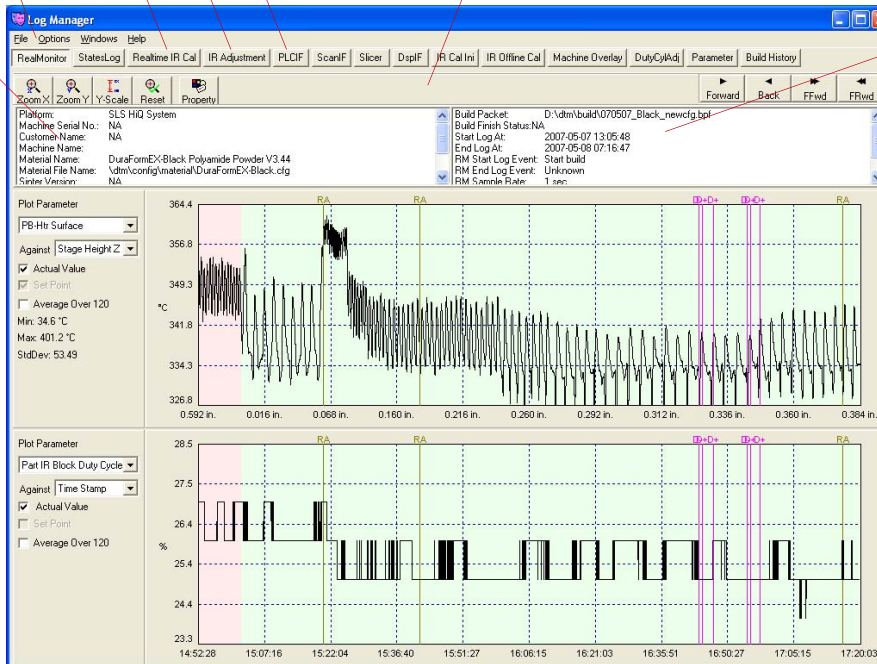 Log Manager
File Options Windows Help
RealMonitor StatesLog Realtime IR Cal IR Adjustment PLCIF ScanIF Slicer DspIF IR Cal Ini IR Offline Cal Machine Overlay DutyCylAdj Parameter Build History
Zoom X Zoom Y Y-Scale Reset Property Forward Back FFwd FRwd
Platform: SLS HiQ System
Machine Serial No.: NA
Customer Name: NA
Machine Name:
Material Name: DuraFormEX-Black Polyamide Powder V3.44
Material File Name: \dtm\config\material\DuraFormEX-Black.cfg
Sinter Version: NA
Build Packet: D:\dtm\build\070507_Black_newcfg.bpf
Build Finish Status:NA
Start Log At: 2007-05-07 13:05:48
End Log At: 2007-05-08 07:16:47
RM Start Log Event: Start build
RM End Log Event: Unknown
RM Sample Rate: 1 sec
Plot Parameter
PB-Htr Surface
Against Stage Height Z
Actual Value
Set Point
Average Over 120
Min: 34.6 °C
Max: 401.2 °C
StdDev: 53.49
RA RA D+D+ D+D+ RA
364.4
356.8
349.3
°C
341.8
334.3
326.8
0.592 in. 0.016 in. 0.068 in. 0.160 in. 0.216 in. 0.260 in. 0.292 in. 0.312 in. 0.336 in. 0.360 in. 0.384 in.
Plot Parameter
Part IR Block Duty Cycle
Against Time Stamp
Actual Value
Set Point
Average Over 120
RA RA D+D+ D+D+ RA
28.5
27.5
26.4
%
25.4
24.4
23.3
14:52:28 15:07:16 15:22:04 15:36:40 15:51:27 16:06:15 16:21:03 16:35:51 16:50:27 17:05:15 17:20:03